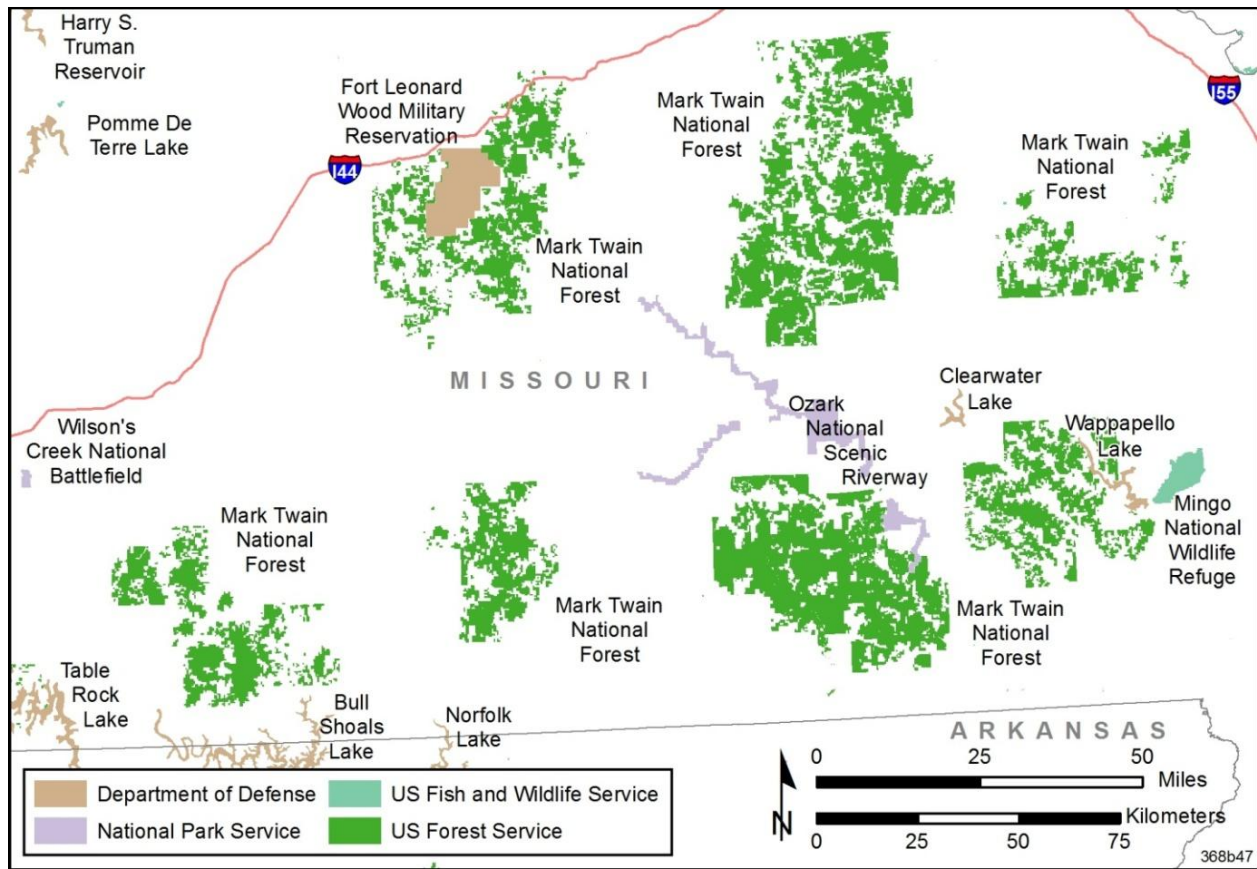 Harry S.
Truman
Reservoir
Pomme De
Terre Lake
Fort Leonard
Wood Military
Reservation
I44
Mark Twain
National
Forest
I55
Mark Twain
National
Forest
Mark Twain
National
Forest
MISSOURI
Wilson's
Creek National
Battlefield
Ozark
National
Scenic
Riverway
Clearwater
Lake
Wappapello
Lake
Mingo
National
Wildlife
Refuge
Mark Twain
National
Forest
Mark Twain
National
Forest
Mark Twain
National
Forest
Table
Rock
Lake
Bull
Shoals
Lake
Norfolk
Lake
ARKANSAS
Department of Defense
National Park Service
US Fish and Wildlife Service
US Forest Service
N
0 25 50
Miles
Kilometers
0 25 50 75
368b47